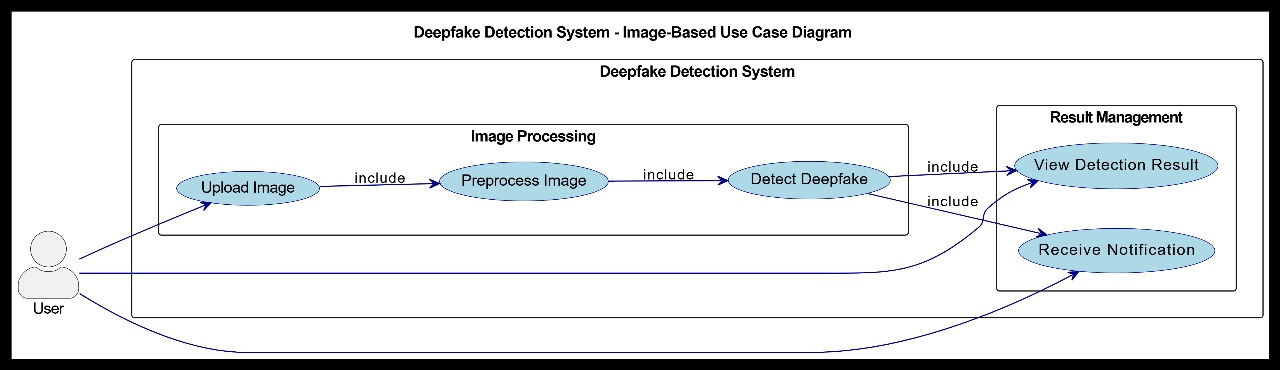 Deepfake Detection System - Image-Based Use Case Diagram
Deepfake Detection System
Image Processing
Result Management
Upload Image
include
Preprocess Image
include
Detect Deepfake
include
View Detection Result
include
Receive Notification
User